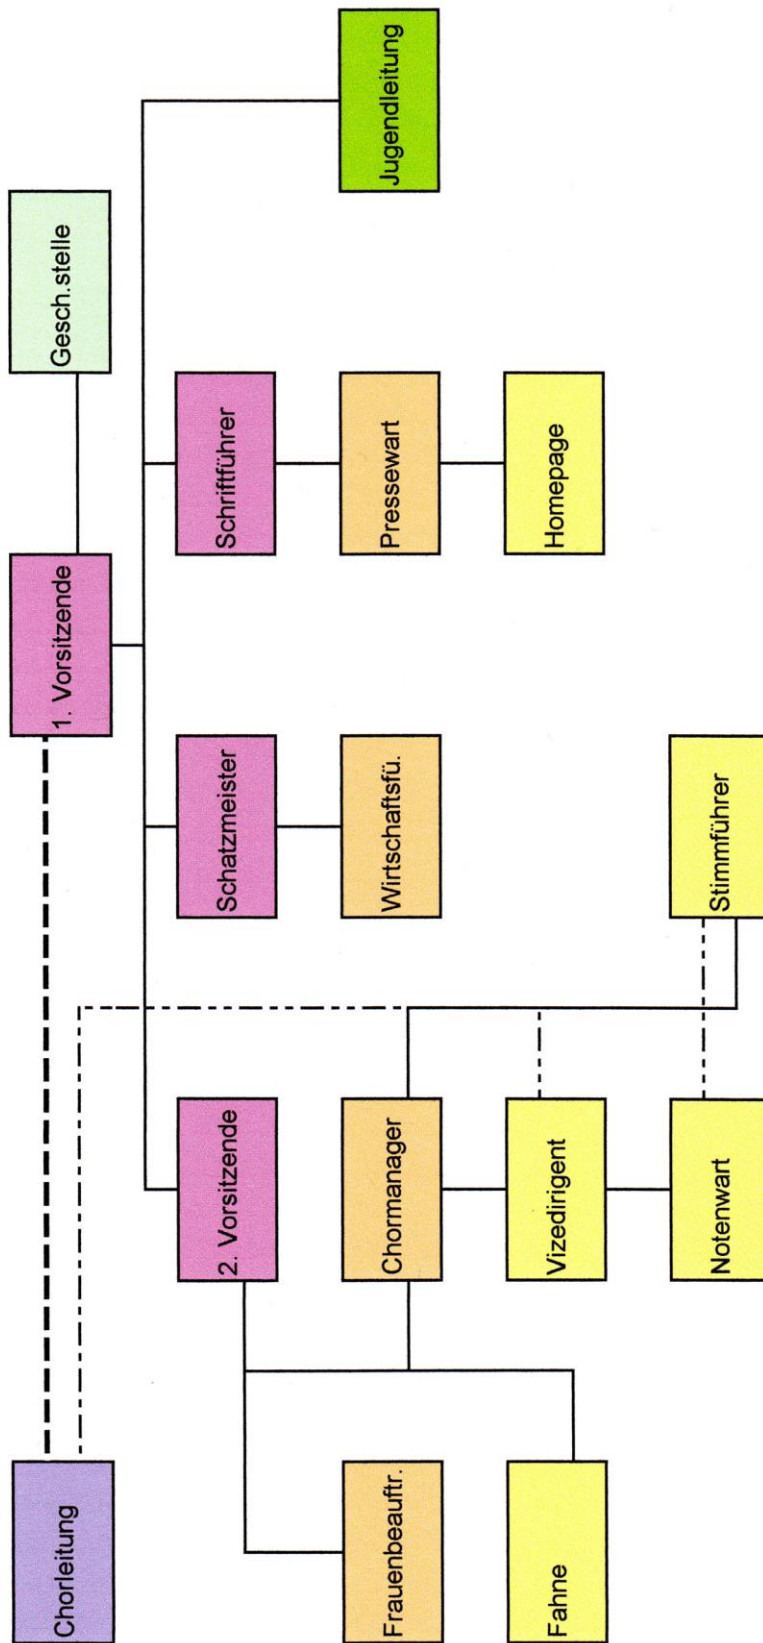 Chorleitung
1. Vorsitzende
Gesch.stelle
2. Vorsitzende
Schatzmeister
Schriftführer
Frauenbeauftr.
Chormanager
Wirtschaftsfü.
Pressewart
Jugendleitung
Fahne
Vizedirigent
Homepage
Notenwart
Stimmführer